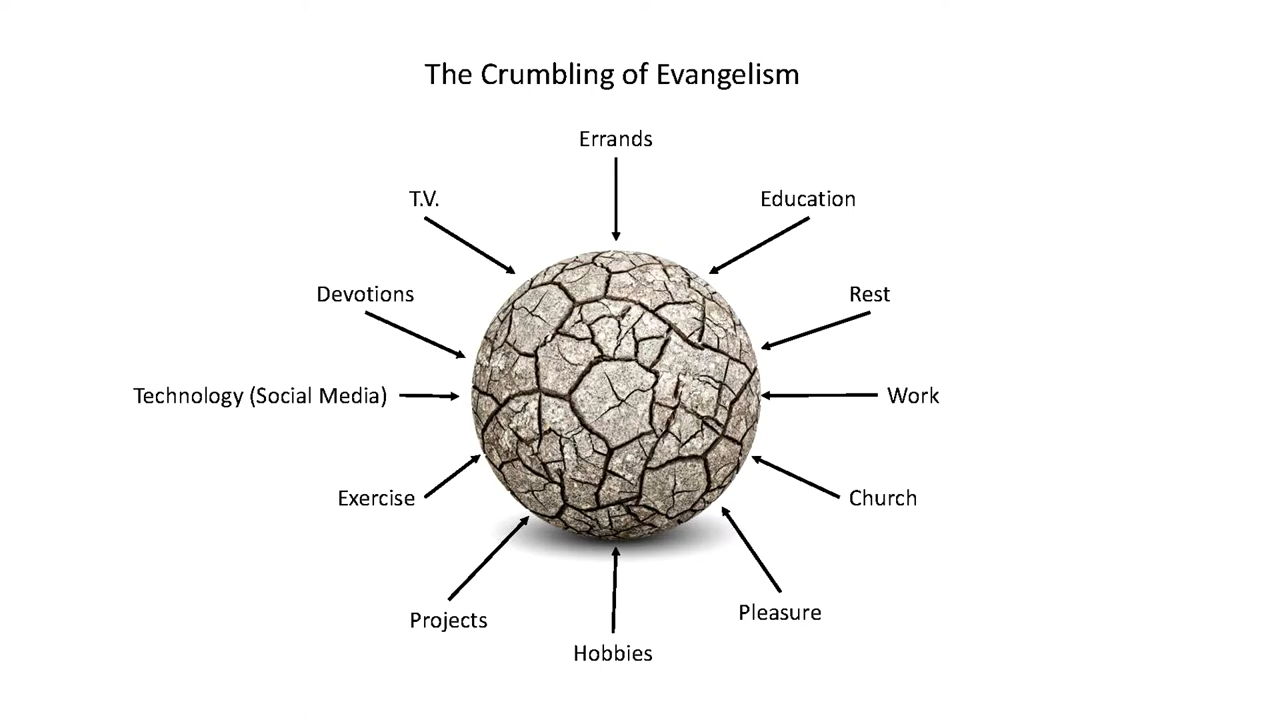 The Crumbling of Evangelism
Errands
T.V.
Education
Devotions
Rest
Technology (Social Media)
Work
Exercise
Church
Projects
Pleasure
Hobbies